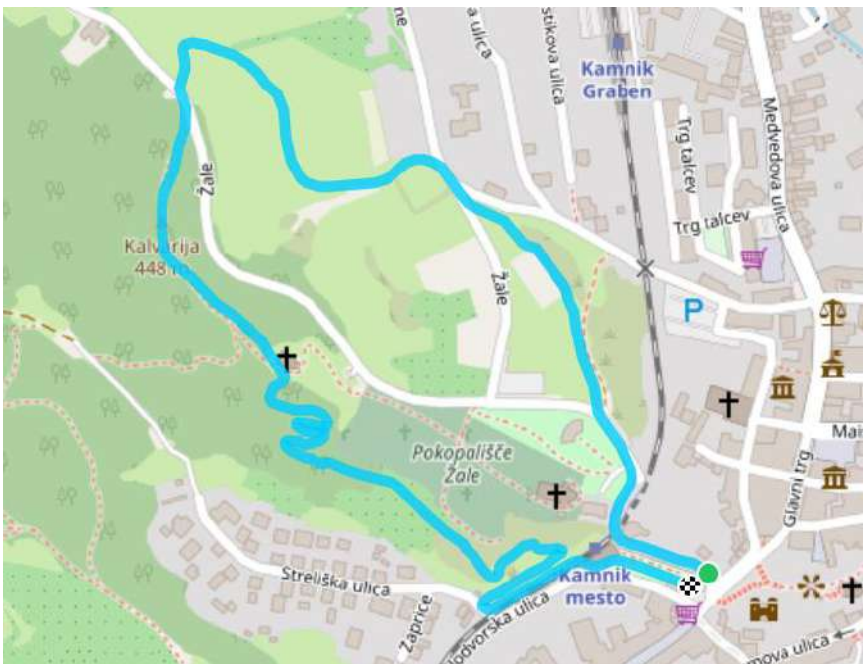 Kamnik
Graben
Trg talcev
Medvedova ulica
Trg talcev
Žale
Kalvarija
Žale
P
Pokopališče
Žale
Glavni trg
Streliška ulica
Kamnik
mesto
Zaprice